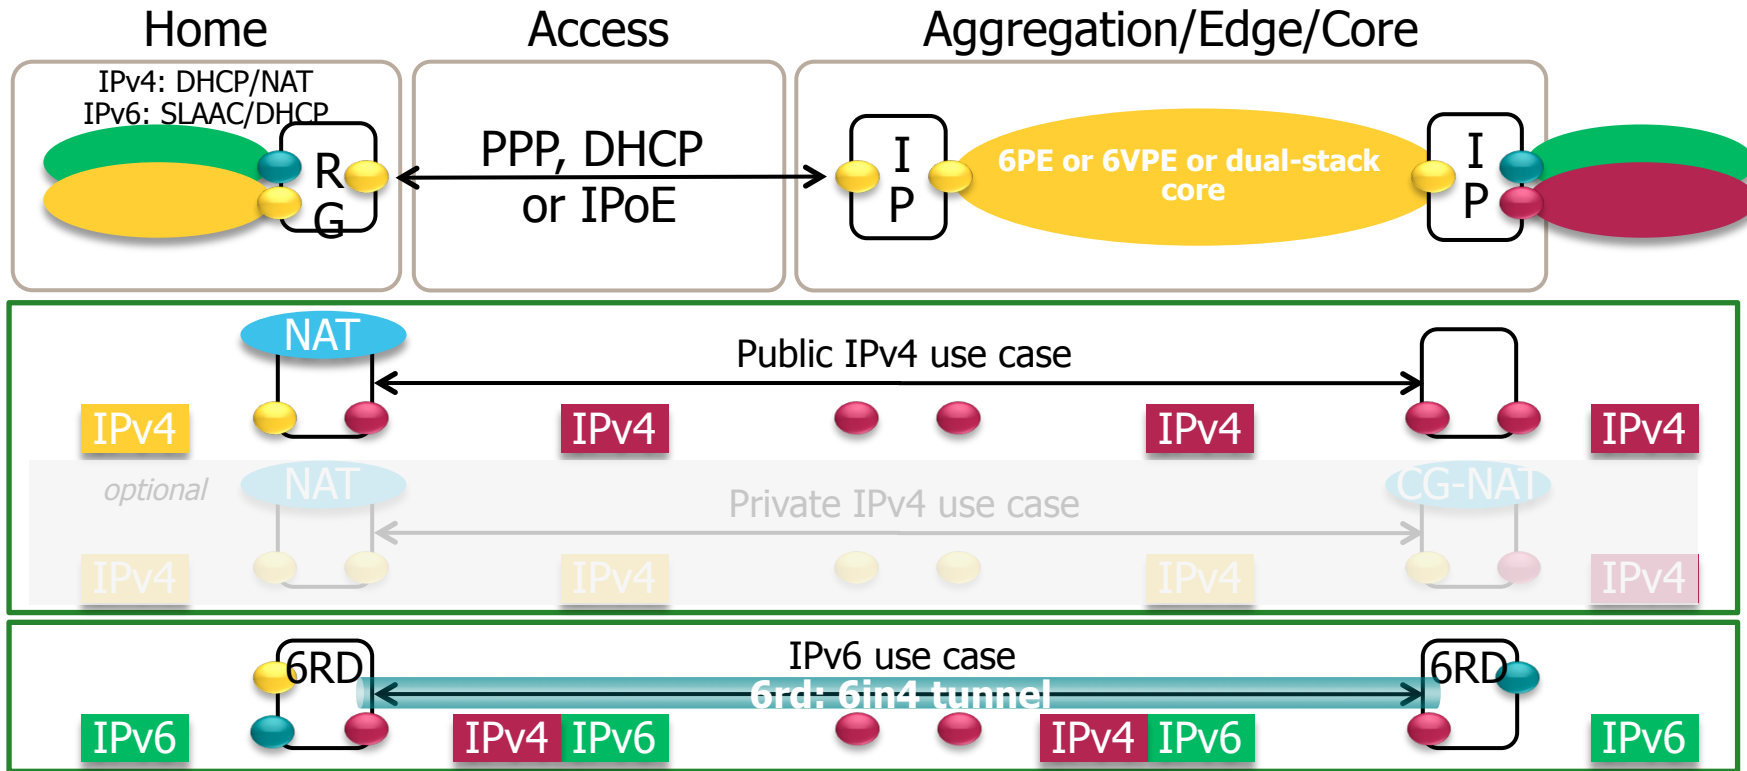 Home
Access
Aggregation/Edge/Core
IPv4: DHCP/NAT
IPv6: SLAAC/DHCP
R
G
PPP, DHCP
or IPoE
I
P
6PE or 6VPE or dual-stack
core
I
P
NAT
Public IPv4 use case
IPv4
IPv4
IPv4
IPv4
optional
NAT
Private IPv4 use case
CG-NAT
IPv4
IPv4
IPv4
IPv4
6RD
IPv6 use case
6rd: 6in4 tunnel
6RD
IPv6
IPv4 IPv6
IPv4 IPv6
IPv6